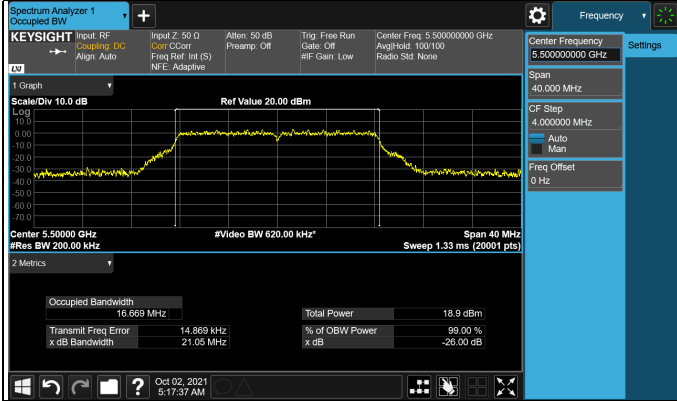 Spectrum Analyzer 1
Occupied BW
Frequency
KEYSIGHT
Input: RF
Coupling: DC
Align: Auto
Input Z: 50 Ω
Corr CCorr
Freq Ref: Int (S)
NFE: Adaptive
Atten: 50 dB
Preamp: Off
Trig: Free Run
Gate: Off
#IF Gain: Low
Center Freq: 5.500000000 GHz
Avg|Hold: 100/100
Radio Std: None
LXI
Center Frequency
5.500000000 GHz
Settings
Span
40.000 MHz
CF Step
4.000000 MHz
Auto
Man
Freq Offset
0 Hz
1 Graph
Scale/Div 10.0 dB
Ref Value 20.00 dBm
Log
10.0
0.00
-10.0
-20.0
-30.0
-40.0
-50.0
-60.0
-70.0
Center 5.50000 GHz
#Video BW 620.00 kHz*
Span 40 MHz
#Res BW 200.00 kHz
Sweep 1.33 ms (20001 pts)
2 Metrics
Occupied Bandwidth
16.669 MHz
Total Power 18.9 dBm
Transmit Freq Error 14.869 kHz
% of OBW Power 99.00 %
x dB Bandwidth 21.05 MHz
x dB -26.00 dB
?
Oct 02, 2021
5:17:37 AM